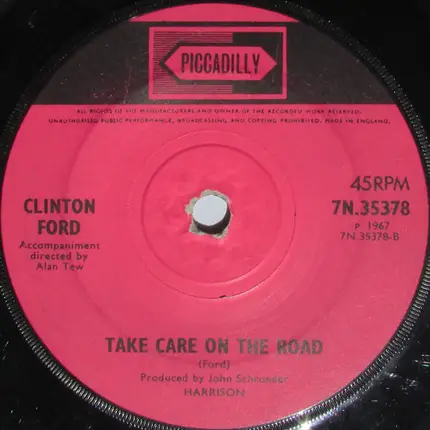 PICCADILLY
ALL RIGHTS OF THE MANUFACTURERS AND OWNER OF THE RECORDED WORK RESERVED.
UNAUTHORISED PUBLIC PERFORMANCE, BROADCASTING AND COPYING PROHIBITED. MADE IN ENGLAND.
CLINTON
FORD
Accompaniment
directed by
Alan Tew
45RPM
7N.35378
P 1967
7N.35378-B
TAKE CARE ON THE ROAD
(Ford)
Produced by John Schroeder
HARRISON